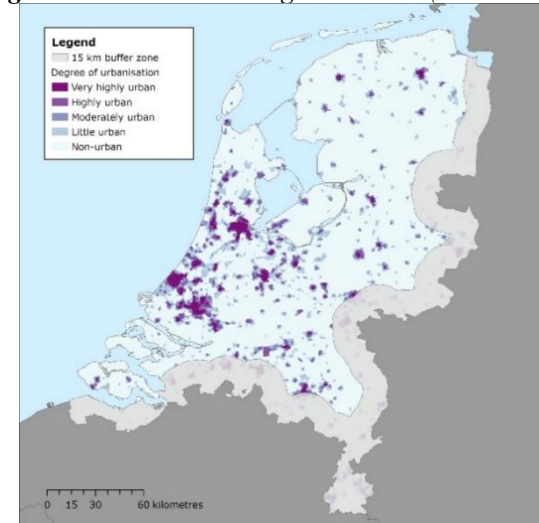 Legend
15 km buffer zone
Degree of urbanisation
Very highly urban
Highly urban
Moderately urban
Little urban
Non-urban
0 15 30 60 kilometres